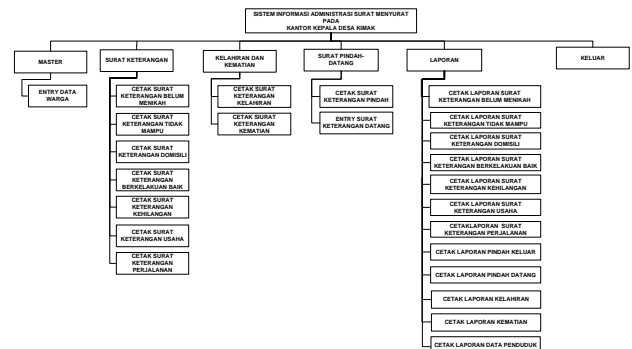 SISTEM INFORMASI ADMINISTRASI SURAT MENYURAT
PADA
KANTOR KEPALA DESA KIMAK
MASTER
SURAT KETERANGAN
KELAHIRAN DAN
KEMATIAN
SURAT PINDAH-
DATANG
LAPORAN
KELUAR
ENTRY DATA
WARGA
CETAK SURAT
KETERANGAN BELUM
MENIKAH
CETAK SURAT
KETERANGAN TIDAK
MAMPU
CETAK SURAT
KETERANGAN DOMISILI
CETAK SURAT
KETERANGAN
BERKELAKUAN BAIK
CETAK SURAT
KETERANGAN
KEHILANGAN
CETAK SURAT
KETERANGAN USAHA
CETAK SURAT
KETERANGAN
PERJALANAN
CETAK SURAT
KETERANGAN
KELAHIRAN
CETAK SURAT
KETERANGAN
KEMATIAN
CETAK SURAT
KETERANGAN PINDAH
ENTRY SURAT
KETERANGAN DATANG
CETAK LAPORAN SURAT
KETERANGAN BELUM MENIKAH
CETAK LAPORAN SURAT
KETERANGAN TIDAK MAMPU
CETAK LAPORAN SURAT
KETERANGAN DOMISILI
CETAK LAPORAN SURAT
KETERANGAN BERKELAKUAN BAIK
CETAK LAPORAN SURAT
KETERANGAN KEHILANGAN
CETAK LAPORAN SURAT
KETERANGAN USAHA
CETAKLAPORAN SURAT
KETERANGAN PERJALANAN
CETAK LAPORAN PINDAH KELUAR
CETAK LAPORAN PINDAH DATANG
CETAK LAPORAN KELAHIRAN
CETAK LAPORAN KEMATIAN
CETAK LAPORAN DATA PENDUDUK